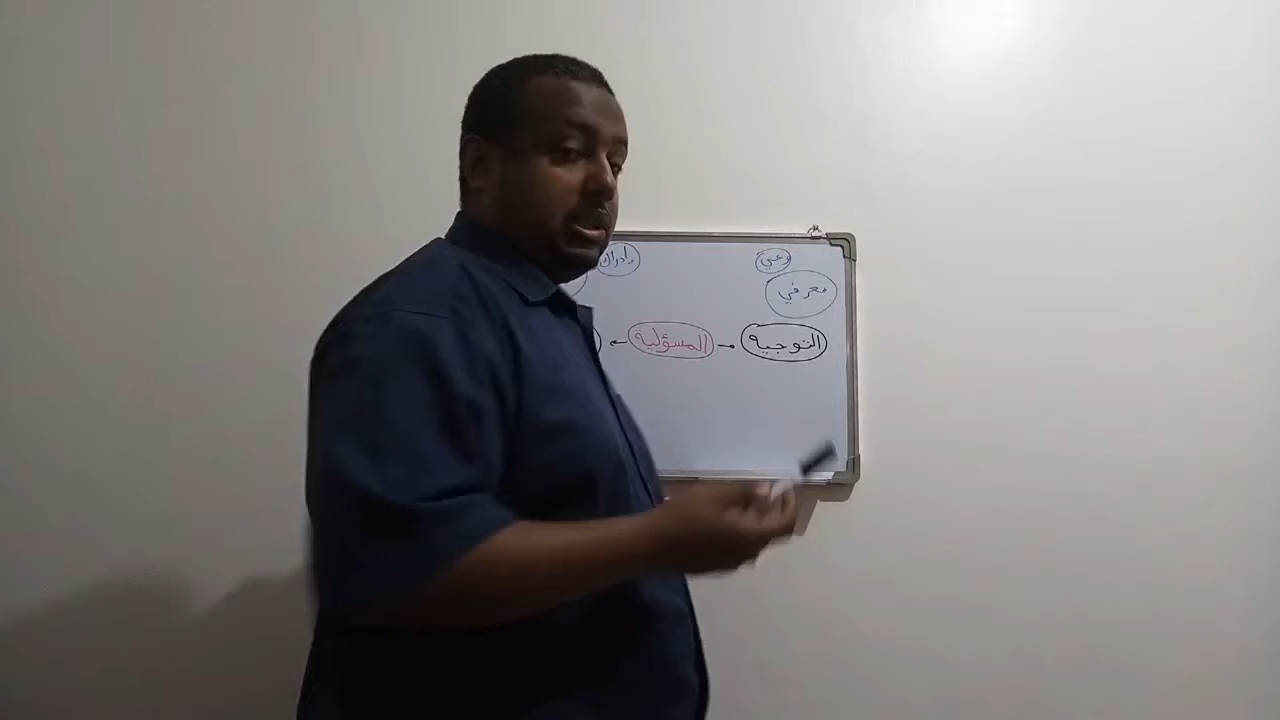 وعي إدراك
معرفي
التوجيه → المسؤلية ←